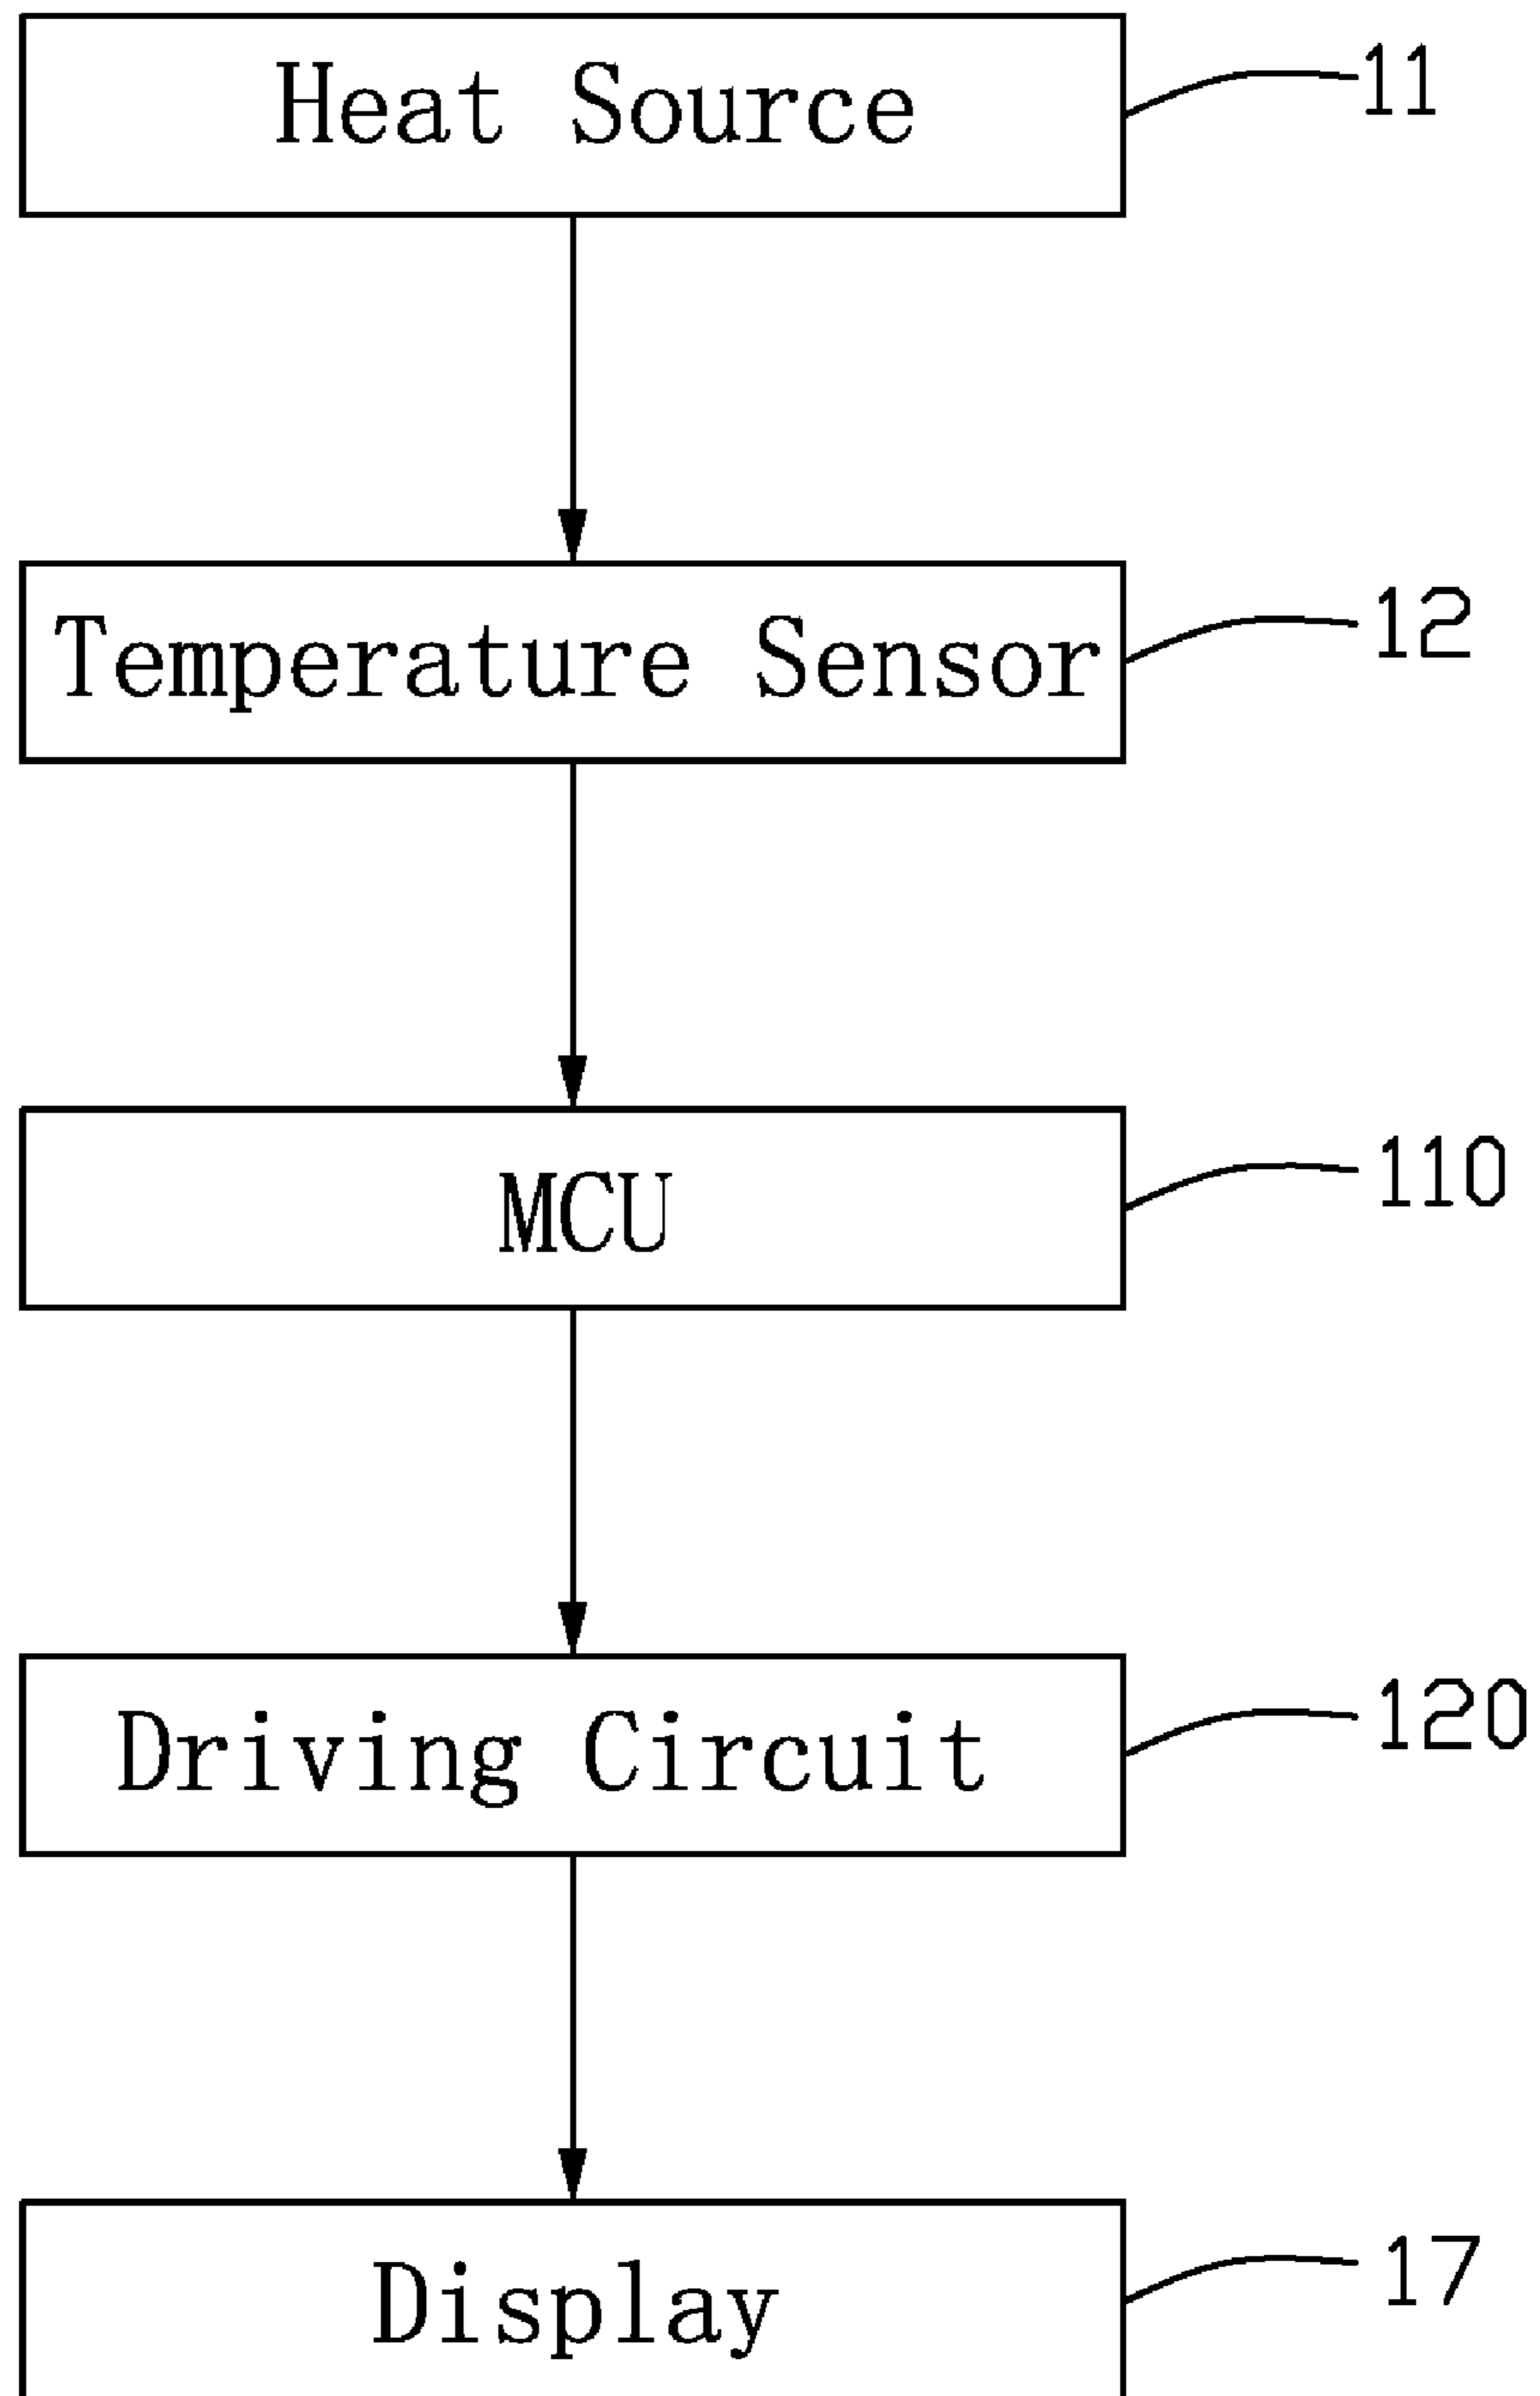 Heat Source 11
Temperature Sensor 12
MCU 110
Driving Circuit 120
Display 17